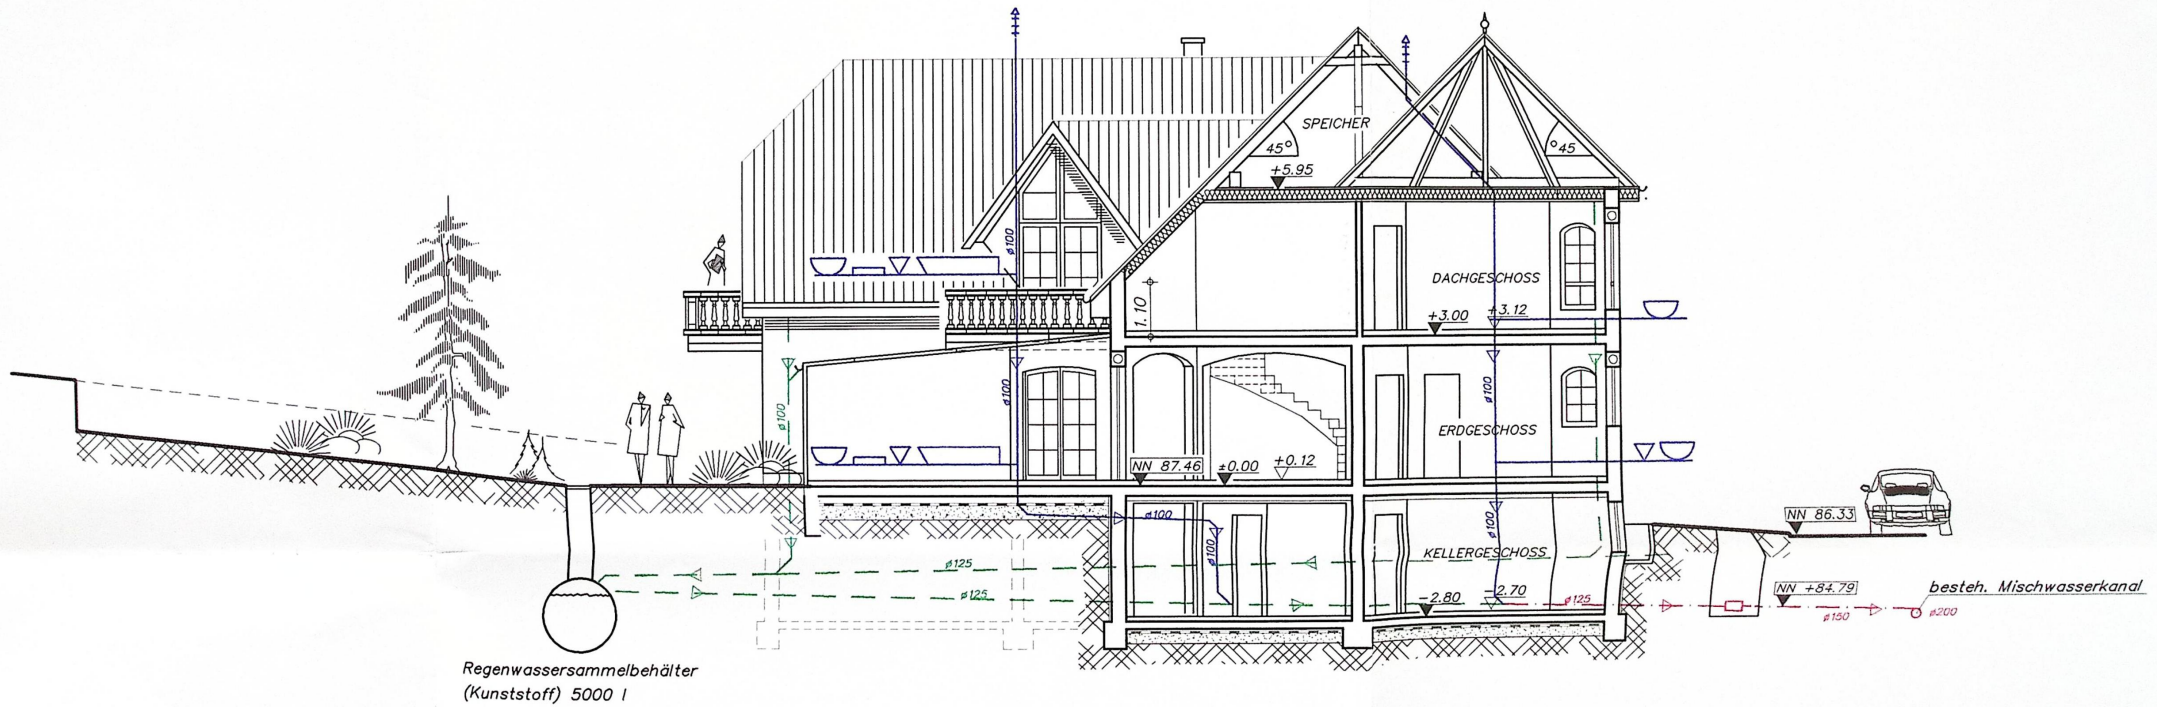 SPEICHER
45°
°45
+5.95
ø100
DACHGESCHOSS
1.10
+3.00
+3.12
ø100
ø100
ø100
ERDGESCHOSS
NN 87.46
±0.00
+0.12
ø100
ø100
ø100
NN 86.33
KELLERGESCHOSS
ø125
ø125
-2.80
-2.70
ø125
NN +84.79
besteh. Mischwasserkanal
ø150
ø200
Regenwassersammelbehälter
(Kunststoff) 5000 l